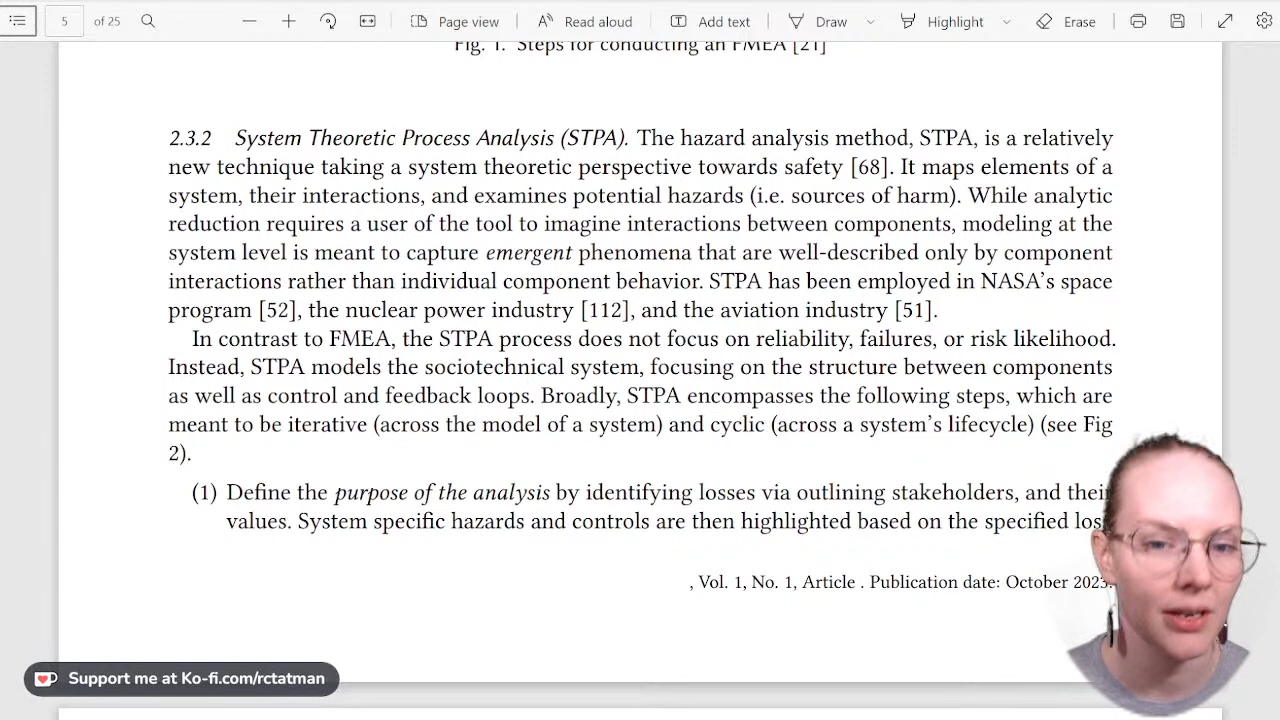 5 of 25 Page view Read aloud Add text Draw Highlight Erase
Fig. 1. Steps for conducting an FMEA [21]
2.3.2 System Theoretic Process Analysis (STPA). The hazard analysis method, STPA, is a relatively
new technique taking a system theoretic perspective towards safety [68]. It maps elements of a
system, their interactions, and examines potential hazards (i.e. sources of harm). While analytic
reduction requires a user of the tool to imagine interactions between components, modeling at the
system level is meant to capture emergent phenomena that are well-described only by component
interactions rather than individual component behavior. STPA has been employed in NASA's space
program [52], the nuclear power industry [112], and the aviation industry [51].
In contrast to FMEA, the STPA process does not focus on reliability, failures, or risk likelihood.
Instead, STPA models the sociotechnical system, focusing on the structure between components
as well as control and feedback loops. Broadly, STPA encompasses the following steps, which are
meant to be iterative (across the model of a system) and cyclic (across a system's lifecycle) (see Fig
2).
(1) Define the purpose of the analysis by identifying losses via outlining stakeholders, and their
values. System specific hazards and controls are then highlighted based on the specified
, Vol. 1, No. 1, Article . Publication date: October 2023.
Support me at Ko-fi.com/rctatman